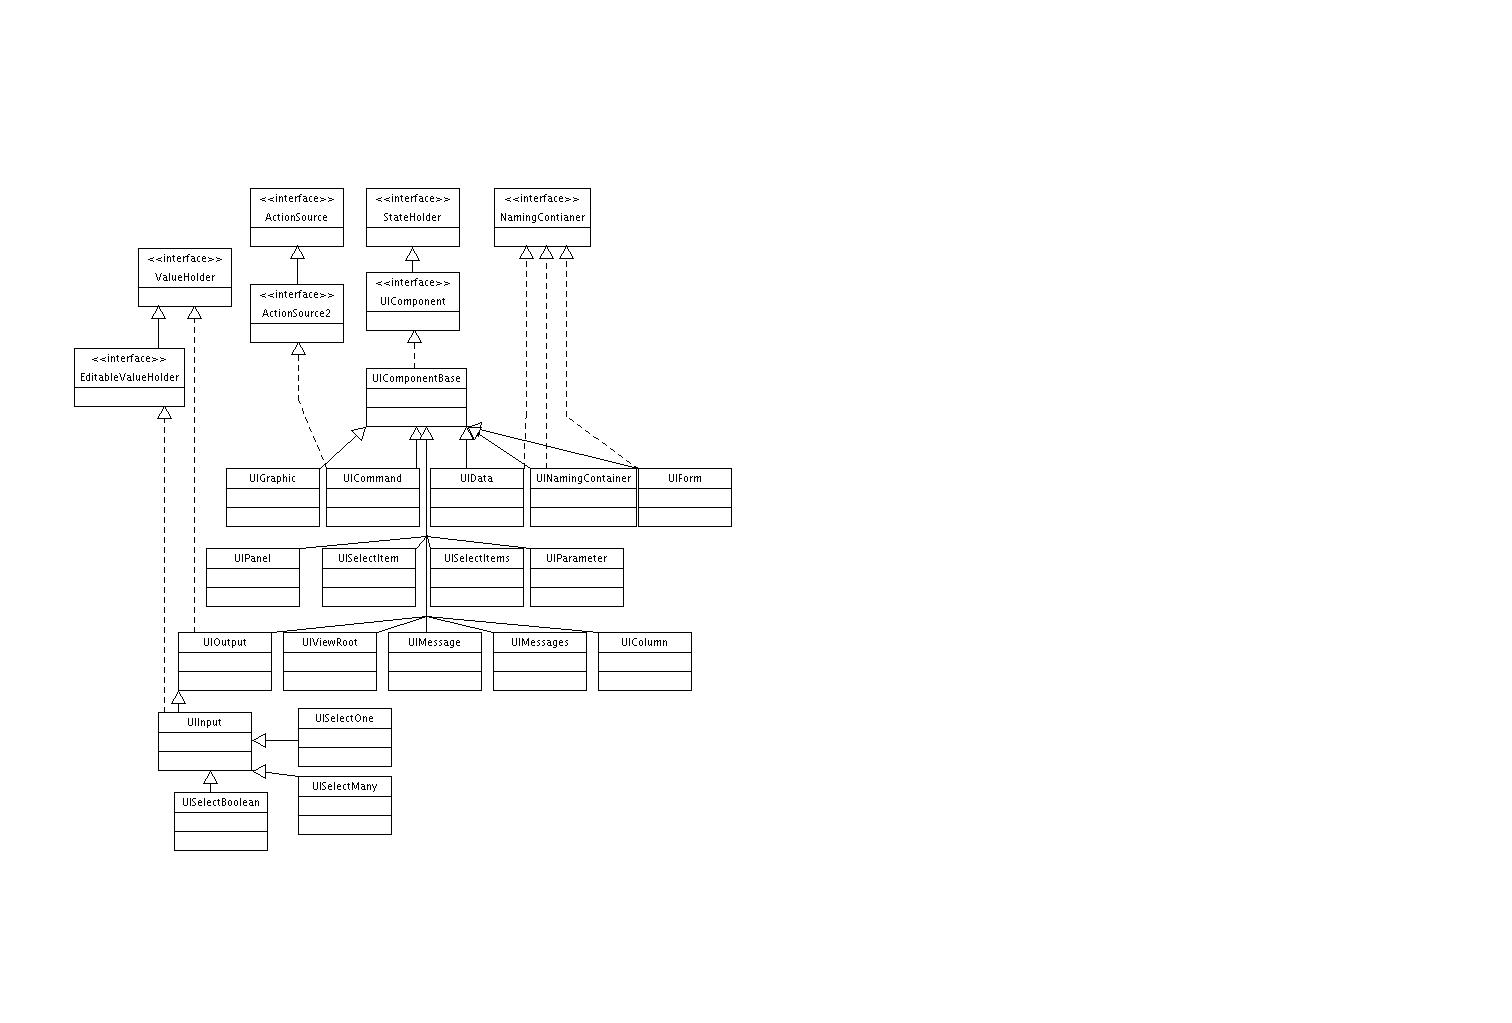 <<interface>>
ActionSource
<<interface>>
StateHolder
<<interface>>
NamingContianer
<<interface>>
ValueHolder
<<interface>>
ActionSource2
<<interface>>
UIComponent
<<interface>>
EditableValueHolder
UIComponentBase
UIGraphic
UICommand
UIData
UINamingContainer
UIForm
UIPanel
UISelectItem
UISelectItems
UIParameter
UIOutput
UIViewRoot
UIMessage
UIMessages
UIColumn
UIInput
UISelectOne
UISelectMany
UISelectBoolean